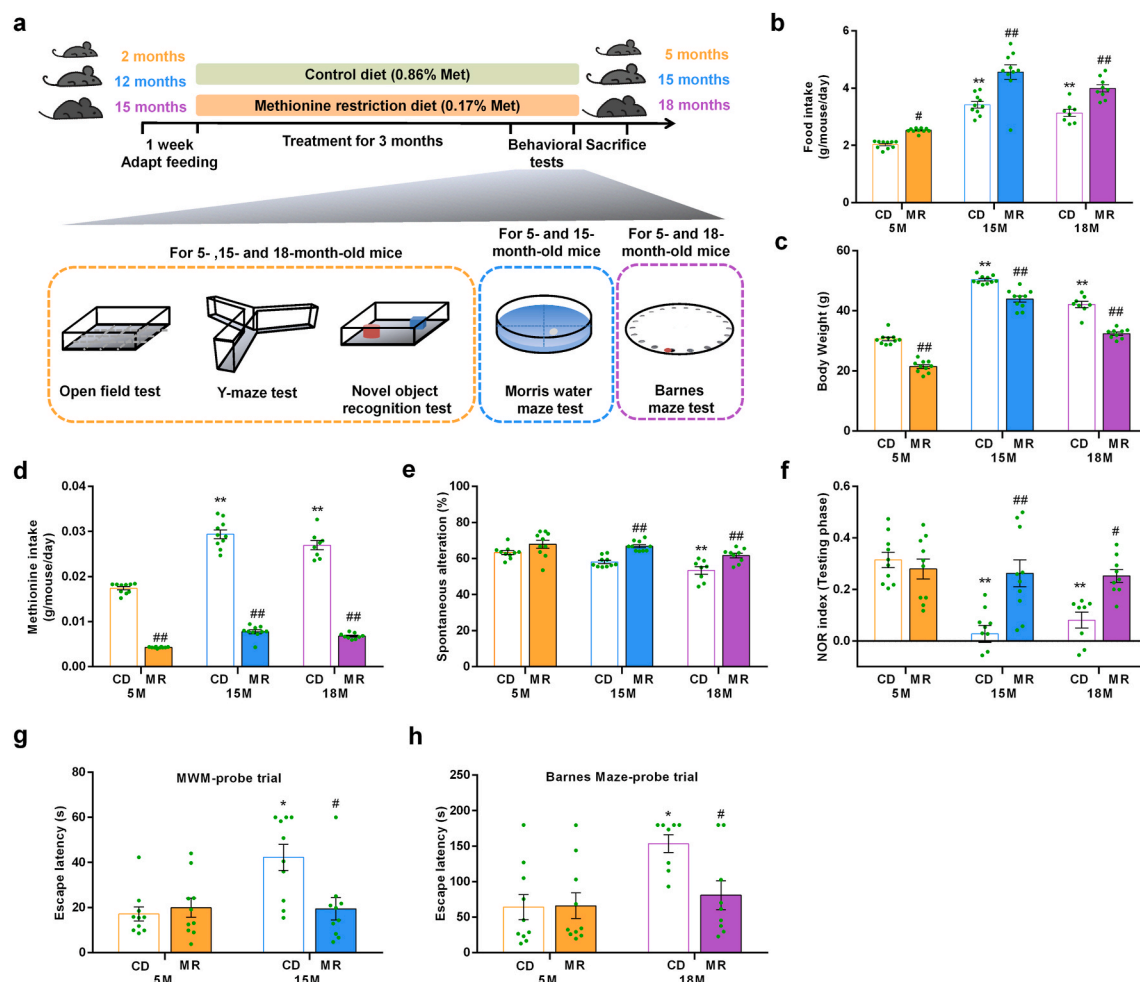 a
2 months
12 months
15 months
Control diet (0.86% Met)
Methionine restriction diet (0.17% Met)
5 months
15 months
18 months
1 week
Adapt feeding
Treatment for 3 months
Behavioral
tests
Sacrifice
For 5- ,15- and 18-month-old mice
For 5- and 15-
month-old mice
For 5- and 18-
month-old mice
Open field test
Y-maze test
Novel object
recognition test
Morris water
maze test
Barnes
maze test
b
Food intake
(g/mouse/day)
6
4
2
0
#
**
##
**
##
CD MR CD MR CD MR
5M 15M 18M
c
Body Weight (g)
60
40
20
0
##
**
##
**
##
CD MR CD MR CD MR
5M 15M 18M
d
Methionine intake
(g/mouse/day)
0.04
0.03
0.02
0.01
0.00
##
**
##
**
##
CD MR CD MR CD MR
5M 15M 18M
e
Spontaneous alteration (%)
100
80
60
40
20
0
##
**
##
CD MR CD MR CD MR
5M 15M 18M
f
NOR index (Testing phase)
0.6
0.4
0.2
0.0
**
##
**
#
CD MR CD MR CD MR
5M 15M 18M
g
MWM-probe trial
Escape latency (s)
80
60
40
20
0
*
#
CD MR CD MR
5M 15M
h
Barnes Maze-probe trial
Escape latency (s)
250
200
150
100
50
0
*
#
CD MR CD MR
5M 18M